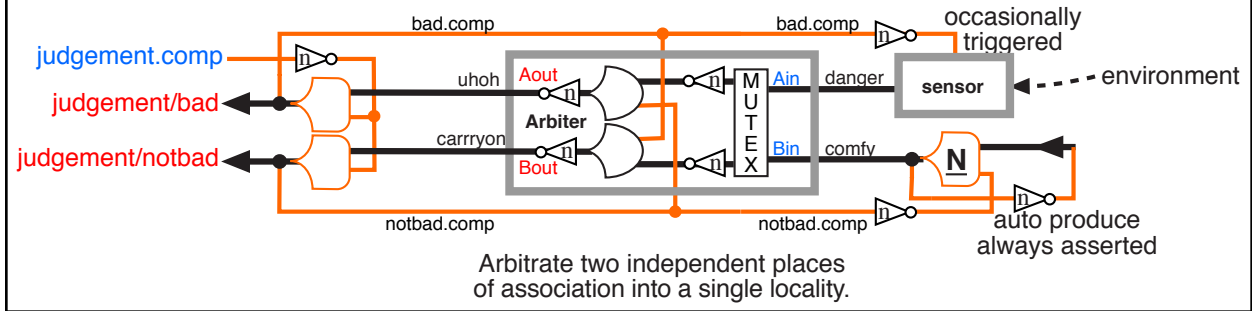 bad.comp
bad.comp
n
occasionally
triggered
judgement.comp
n
uhoh
Aout
n
n
MUTEX
Ain
danger
sensor
environment
judgement/bad
Arbiter
carrryon
judgement/notbad
n
Bout
n
Bin
comfy
N
n
n
notbad.comp
notbad.comp
auto produce
always asserted
Arbitrate two independent places
of association into a single locality.